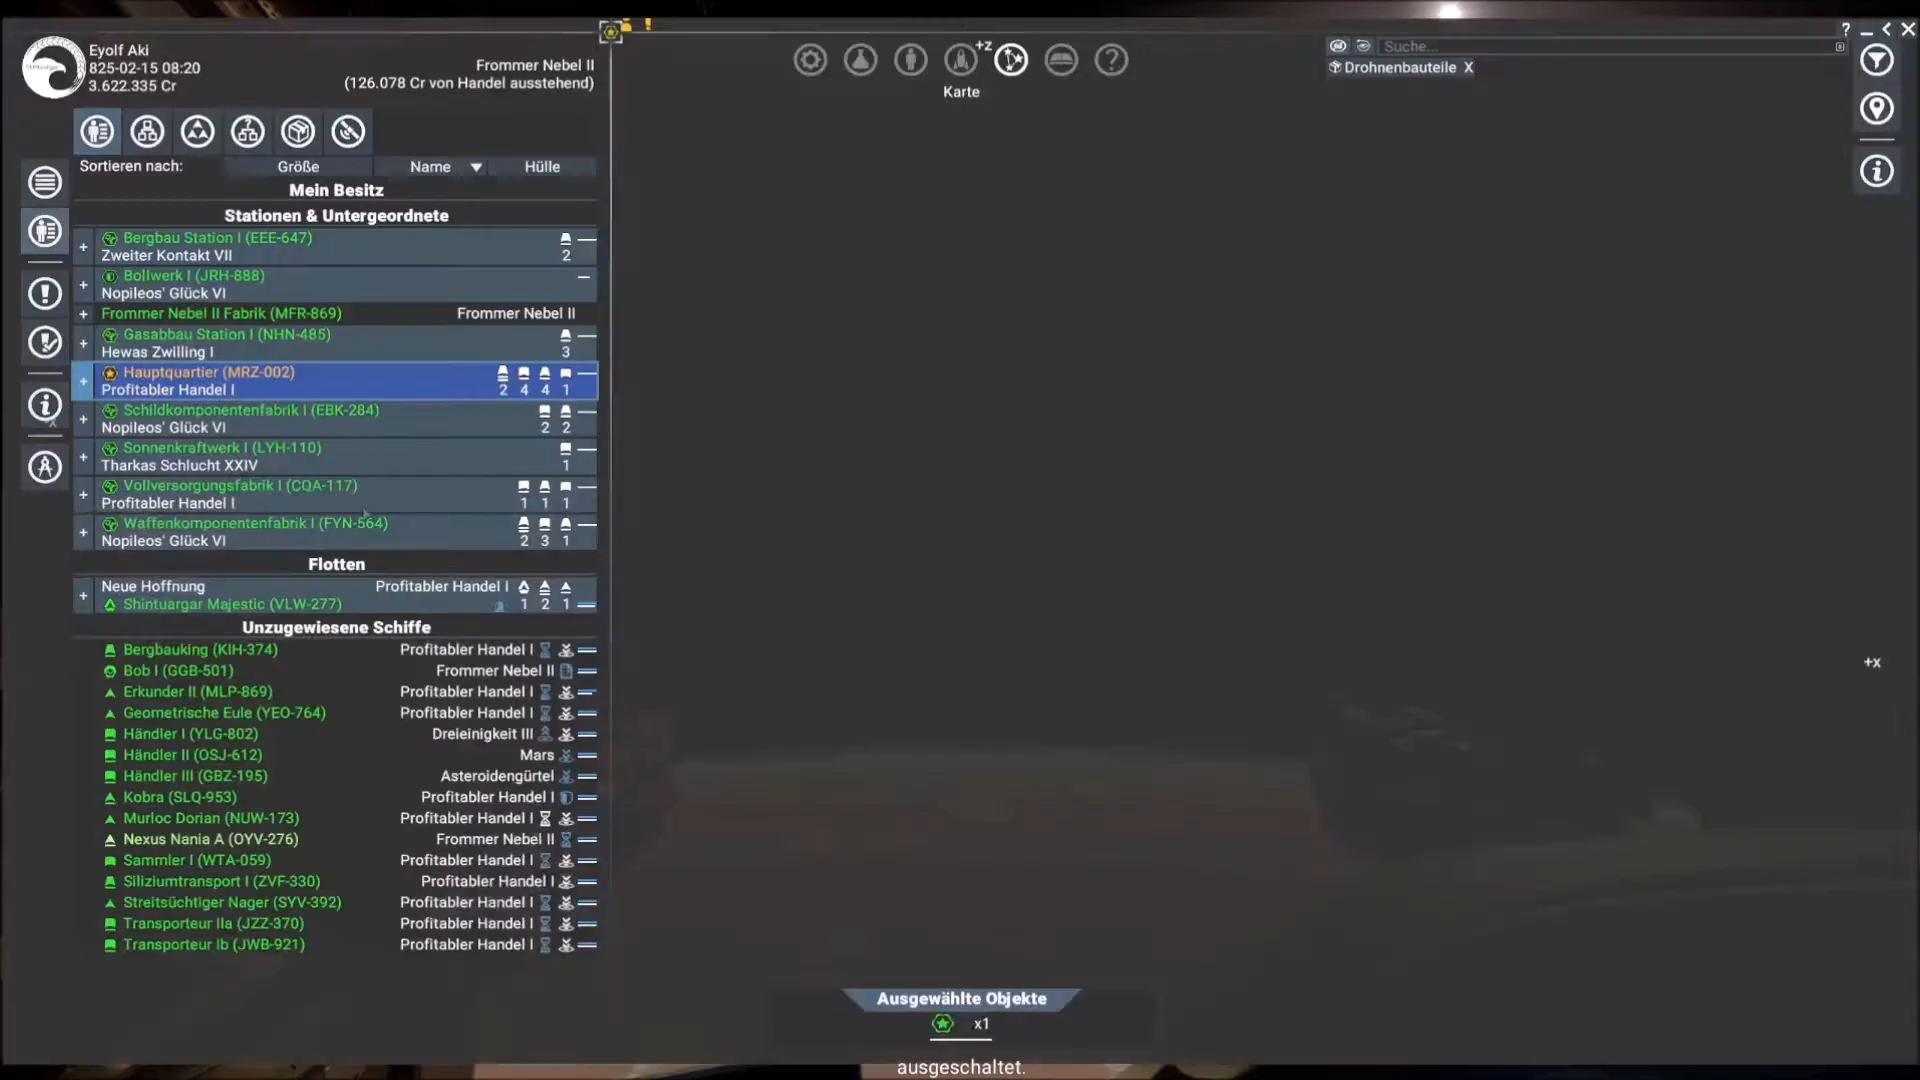 Eyolf Aki
825-02-15 08:20
3.622.335 Cr
Frommer Nebel II
(126.078 Cr von Handel ausstehend)
Sortieren nach:
Größe
Name
Hülle
Mein Besitz
Stationen & Untergeordnete
Bergbau Station I (EEE-647)
Zweiter Kontakt VII
2
Bollwerk I (JRH-888)
Nopileos' Glück VI
Frommer Nebel II Fabrik (MFR-869) Frommer Nebel II
Gasabbau Station I (NHN-485)
Hewas Zwilling I
3
Hauptquartier (MRZ-002)
Profitabler Handel I
2 4 4 1
Schildkomponentenfabrik I (EBK-284)
Nopileos' Glück VI
2 2
Sonnenkraftwerk I (LYH-110)
Tharkas Schlucht XXIV
1
Vollversorgungsfabrik I (CQA-117)
Profitabler Handel I
1 1 1
Waffenkomponentenfabrik I (FYN-564)
Nopileos' Glück VI
2 3 1
Flotten
Neue Hoffnung Profitabler Handel I
Shintuargar Majestic (VLW-277) 1 2 1
Unzugewiesene Schiffe
Bergbauking (KIH-374) Profitabler Handel I
Bob I (GGB-501) Frommer Nebel II
Erkunder II (MLP-869) Profitabler Handel I
Geometrische Eule (YEO-764) Profitabler Handel I
Händler I (YLG-802) Dreieinigkeit III
Händler II (OSJ-612) Mars
Händler III (GBZ-195) Asteroidengürtel
Kobra (SLQ-953) Profitabler Handel I
Murloc Dorian (NUW-173) Profitabler Handel I
Nexus Nania A (OYV-276) Frommer Nebel II
Sammler I (WTA-059) Profitabler Handel I
Siliziumtransport I (ZVF-330) Profitabler Handel I
Streitsüchtiger Nager (SYV-392) Profitabler Handel I
Transporteur IIa (JZZ-370) Profitabler Handel I
Transporteur Ib (JWB-921) Profitabler Handel I
+z
Karte
Suche...
Drohnenbauteile X
+x
Ausgewählte Objekte
x1
ausgeschaltet.